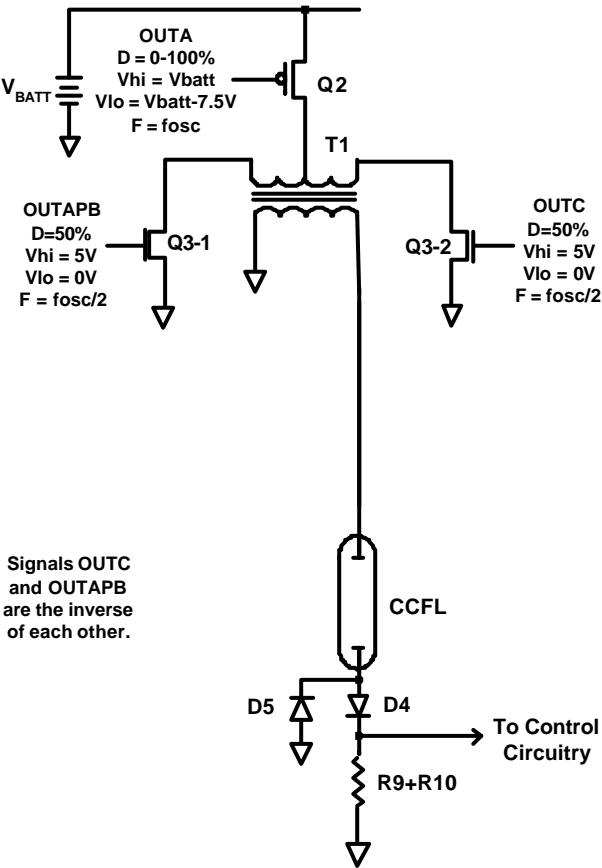 OUTA
D = 0-100%
Vhi = Vbatt
Vlo = Vbatt-7.5V
F = fosc
VBATT
Q2
T1
OUTAPB
D=50%
Vhi = 5V
Vlo = 0V
F = fosc/2
Q3-1
Q3-2
OUTC
D=50%
Vhi = 5V
Vlo = 0V
F = fosc/2
Signals OUTC
and OUTAPB
are the inverse
of each other.
CCFL
D5
D4
To Control
Circuitry
R9+R10